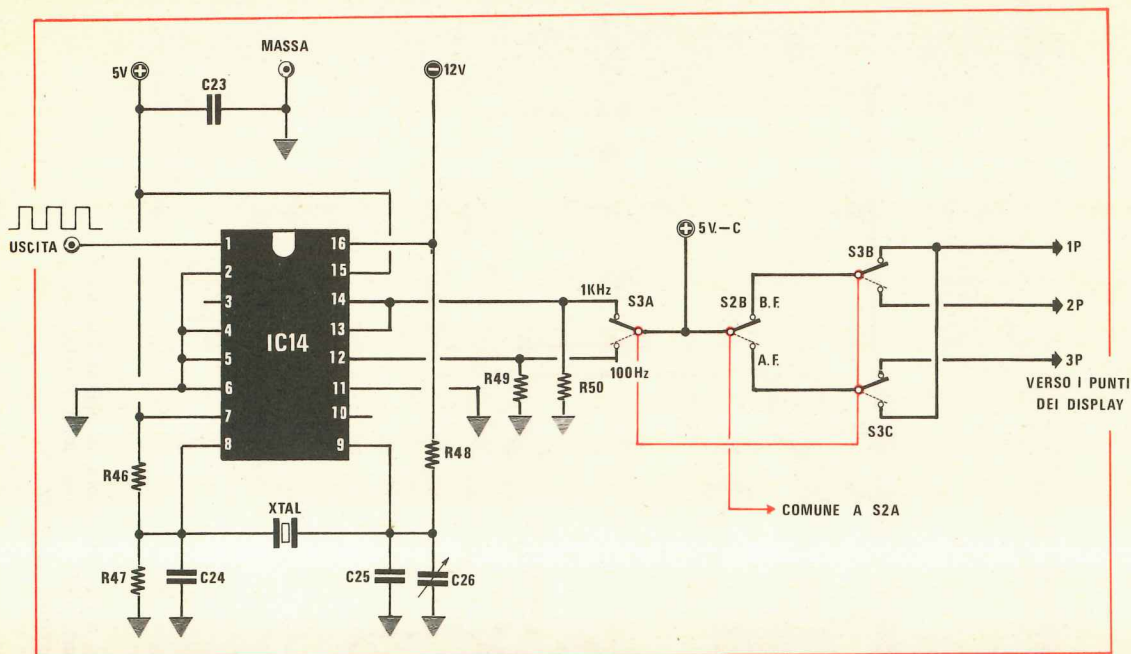 MASSA
5V
12V
C23
USCITA
1 16
2 15
3 14
4 13
5 12
6 11
7 10
8 9
IC14
1KHz
S3A
100Hz
R49
R50
5V.-C
S2B
B.F.
A.F.
S3B
S3C
1P
2P
3P
VERSO I PUNTI
DEI DISPLAY
R46
R48
XTAL
R47
C24
C25
C26
COMUNE A S2A